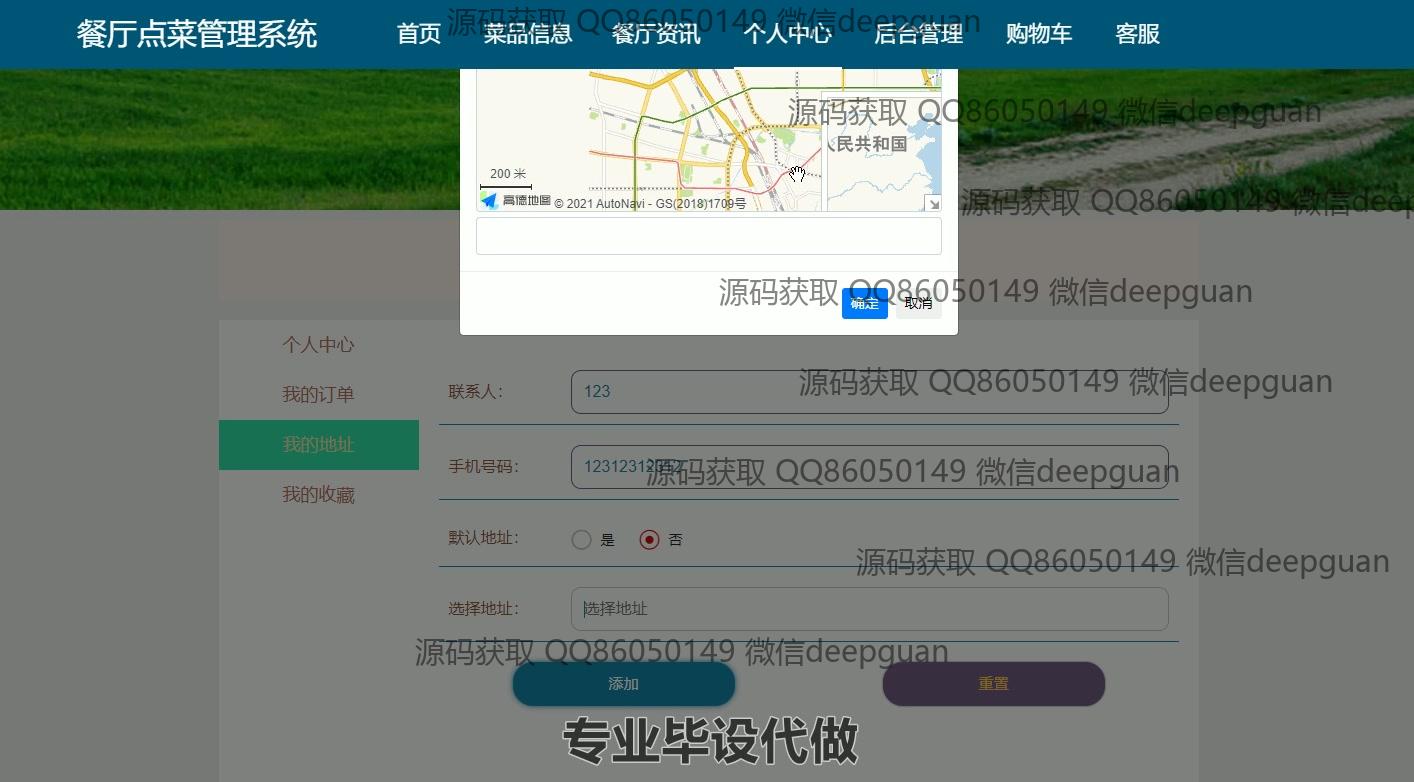 餐厅点菜管理系统
首页 菜品信息 餐厅资讯 个人中心 后台管理 购物车 客服
源码获取 QQ86050149 微信deepguan
源码获取 QQ86050149 微信deepguan
人民共和国
200 米
高德地图 © 2021 AutoNavi - GS(2018)1709号
源码获取 QQ86050149 微信deep
源码获取 QQ86050149 微信deepguan
确定 取消
个人中心
我的订单
我的地址
我的收藏
联系人: 123
源码获取 QQ86050149 微信deepguan
手机号码: 12312312312
源码获取 QQ86050149 微信deepguan
默认地址: 是 否
源码获取 QQ86050149 微信deepguan
选择地址: 选择地址
源码获取 QQ86050149 微信deepguan
添加 重置
专业毕设代做